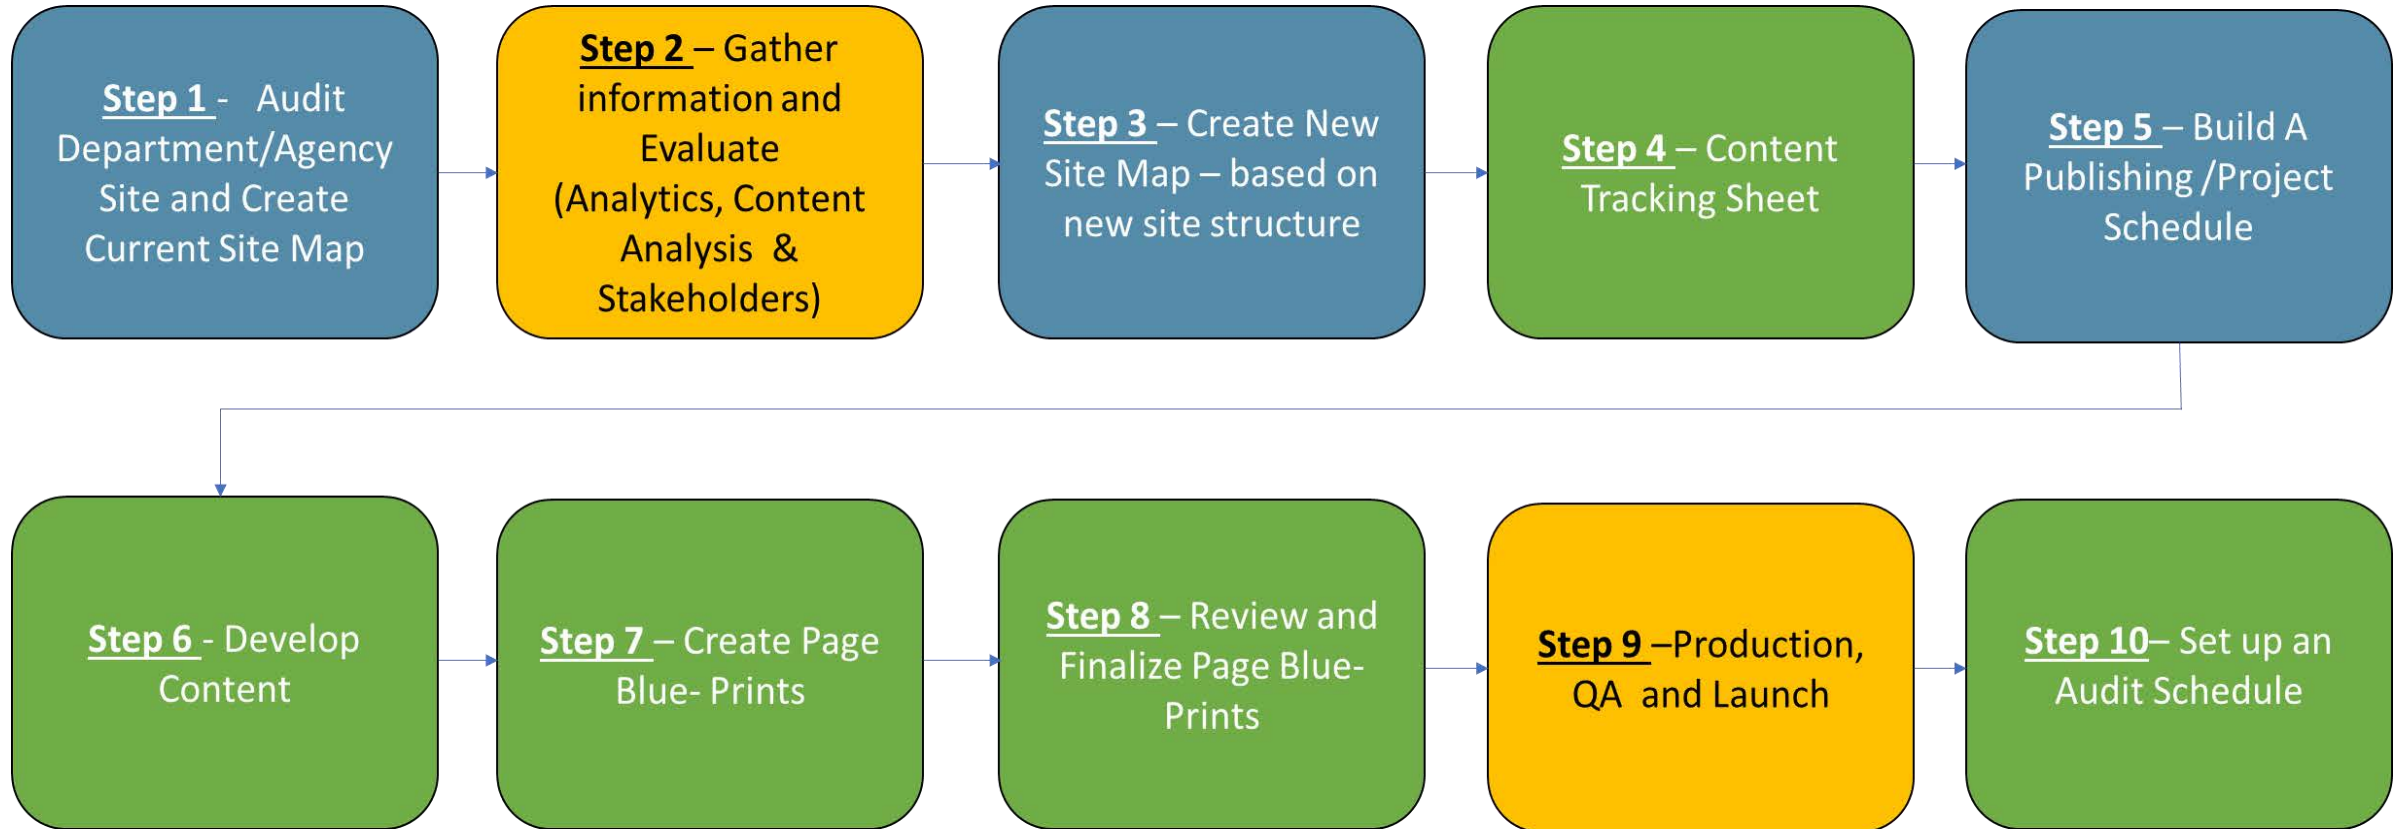 Step 1 - Audit
Department/Agency
Site and Create
Current Site Map
Step 2 – Gather
information and
Evaluate
(Analytics, Content
Analysis &
Stakeholders)
Step 3 – Create New
Site Map – based on
new site structure
Step 4 – Content
Tracking Sheet
Step 5 – Build A
Publishing /Project
Schedule
Step 6 - Develop
Content
Step 7 – Create Page
Blue- Prints
Step 8 – Review and
Finalize Page Blue-
Prints
Step 9 –Production,
QA and Launch
Step 10– Set up an
Audit Schedule